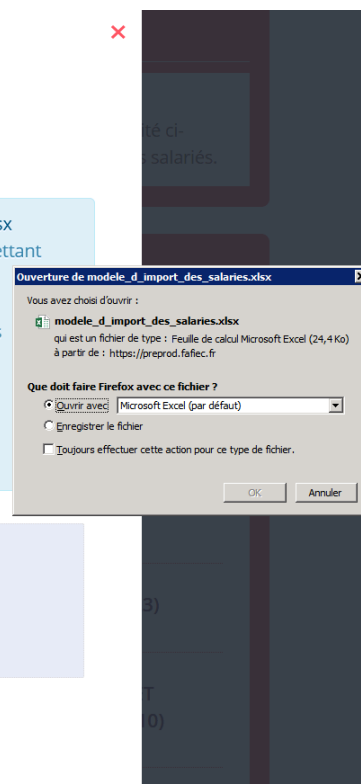 ×
ité ci-
s salariés.
sx
ettant
s
Ouverture de modele_d_import_des_salaries.xlsx
Vous avez choisi d'ouvrir :
modele_d_import_des_salaries.xlsx
qui est un fichier de type : Feuille de calcul Microsoft Excel (24,4 Ko)
à partir de : https://preprod.fafiec.fr
Que doit faire Firefox avec ce fichier ?
Ouvrir avec Microsoft Excel (par défaut)
Enregistrer le fichier
Toujours effectuer cette action pour ce type de fichier.
OK Annuler
3)
T
10)